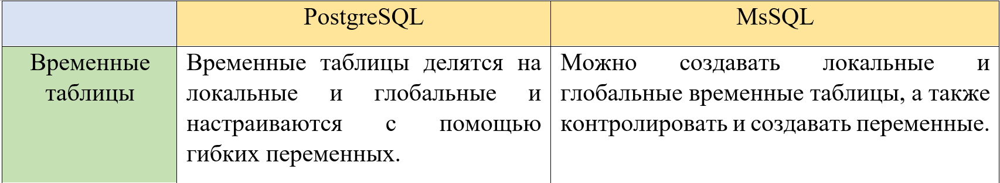 PostgreSQL
MsSQL
Временные
таблицы
Временные таблицы делятся на
локальные и глобальные и
настраиваются с помощью
гибких переменных.
Можно создавать локальные и
глобальные временные таблицы, а также
контролировать и создавать переменные.